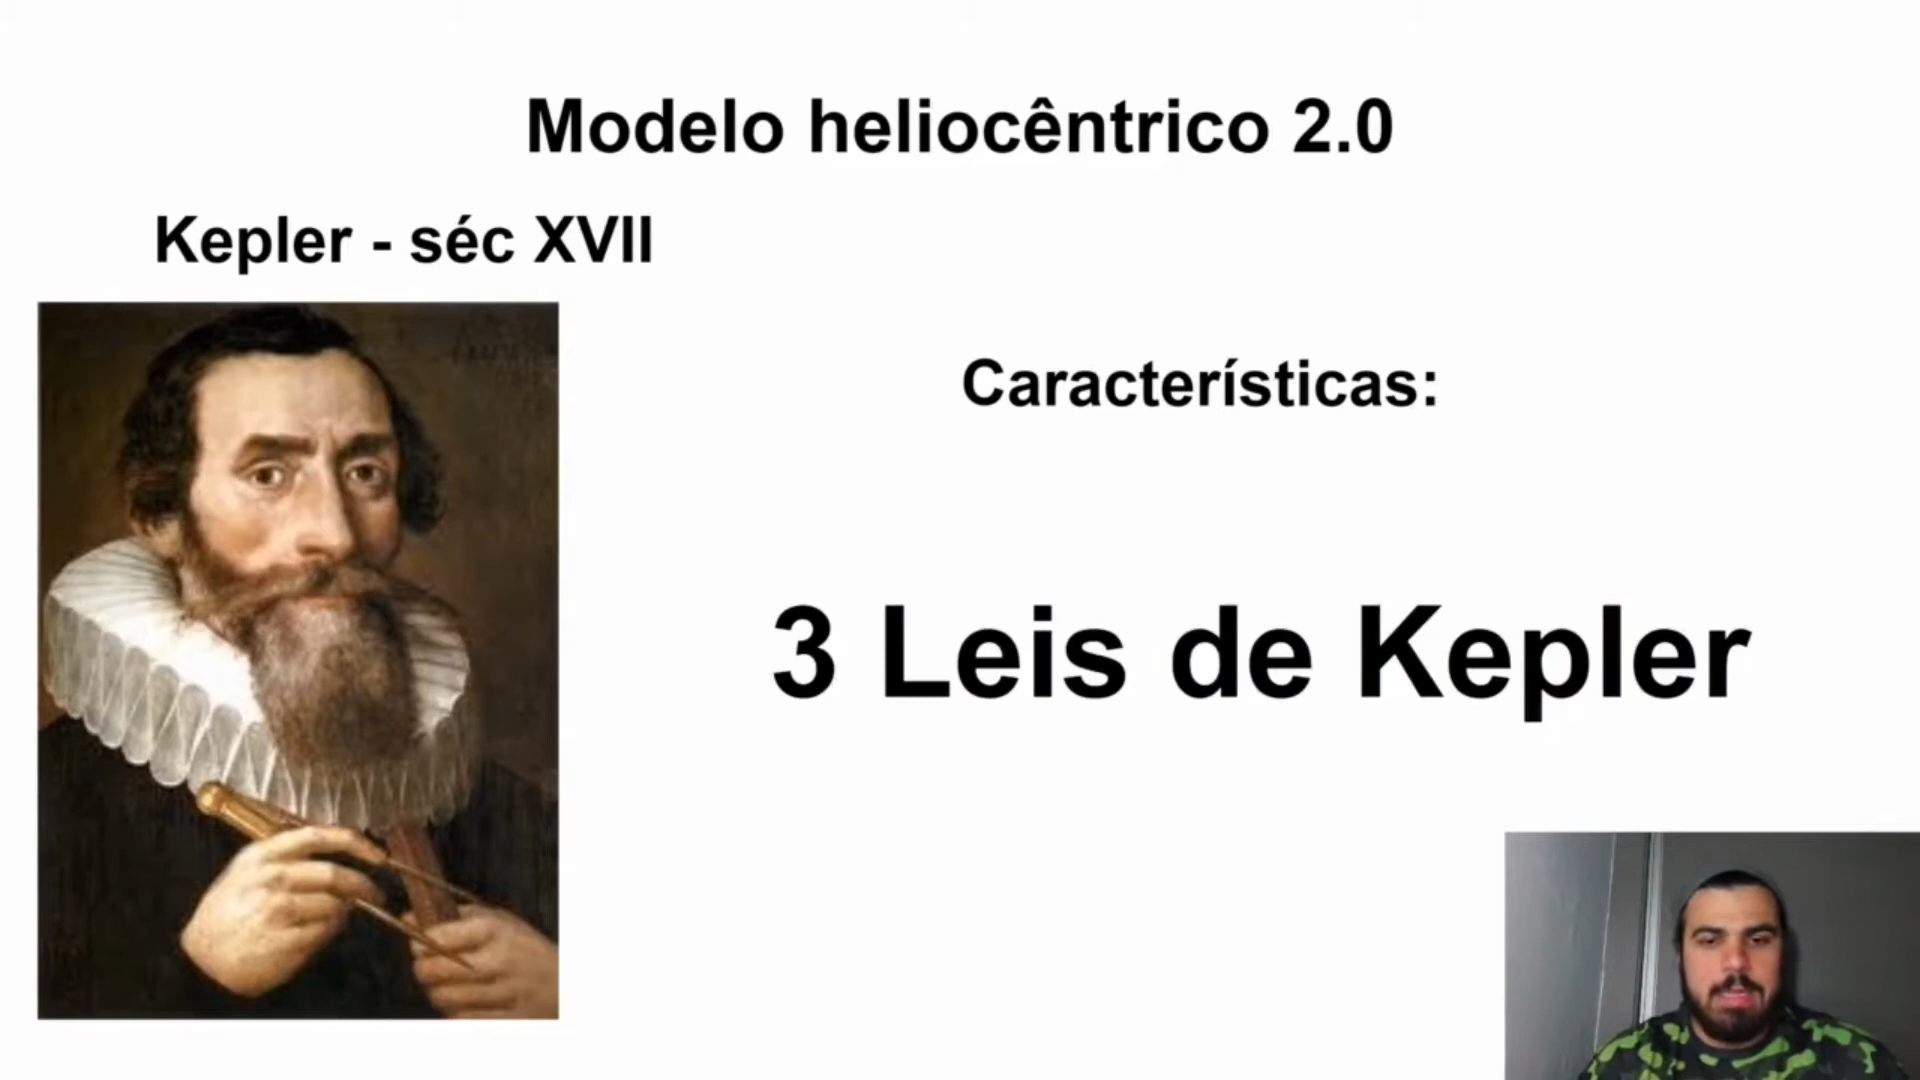 Modelo heliocêntrico 2.0
Kepler - séc XVII
Características:
3 Leis de Kepler